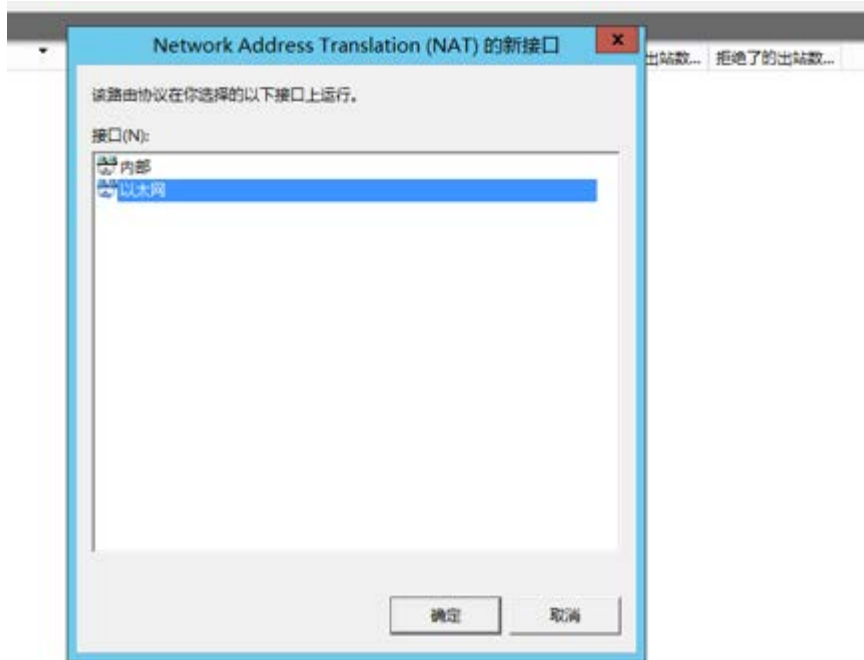 Network Address Translation (NAT) 的新接口
x
出站数... 拒绝了的出站数...
该路由协议在你选择的以下接口上运行。
接口(N):
内部
以太网
确定 取消